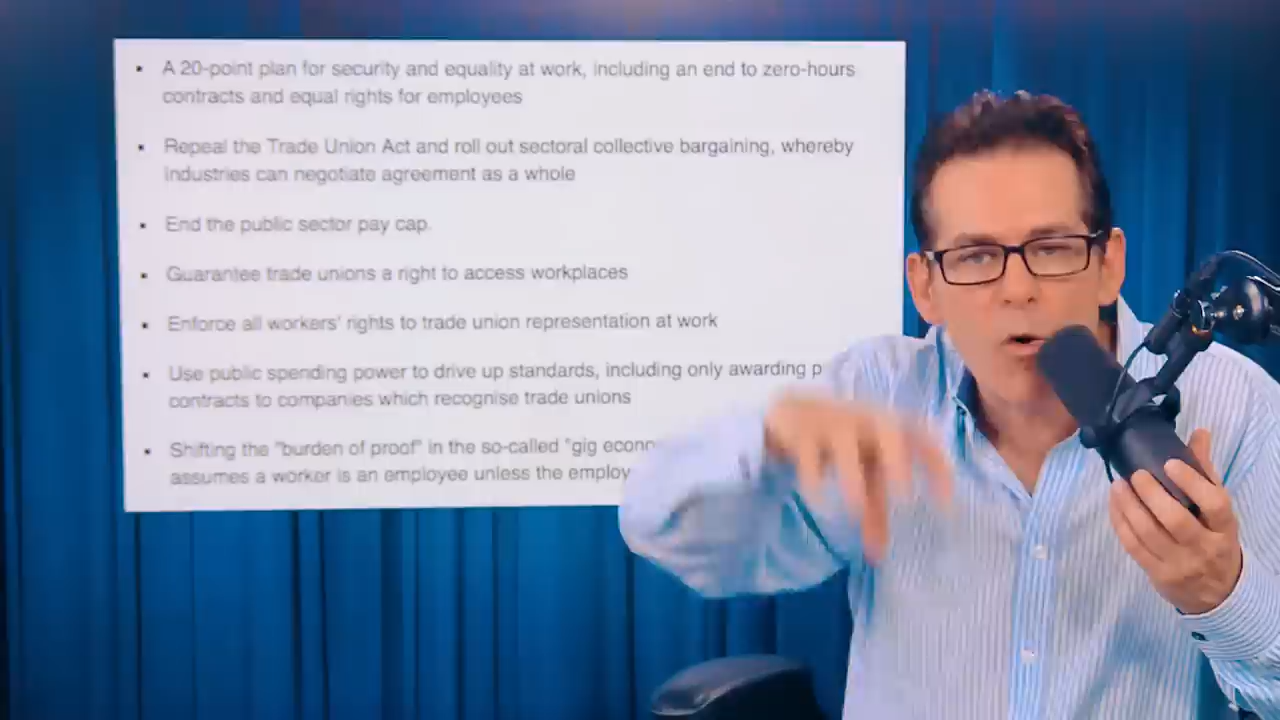 A 20-point plan for security and equality at work, including an end to zero-hours
contracts and equal rights for employees
Repeal the Trade Union Act and roll out sectoral collective bargaining, whereby
industries can negotiate agreement as a whole
End the public sector pay cap.
Guarantee trade unions a right to access workplaces
Enforce all workers' rights to trade union representation at work
Use public spending power to drive up standards, including only awarding p
contracts to companies which recognise trade unions
Shifting the "burden of proof" in the so-called "gig econ
assumes a worker is an employee unless the employ